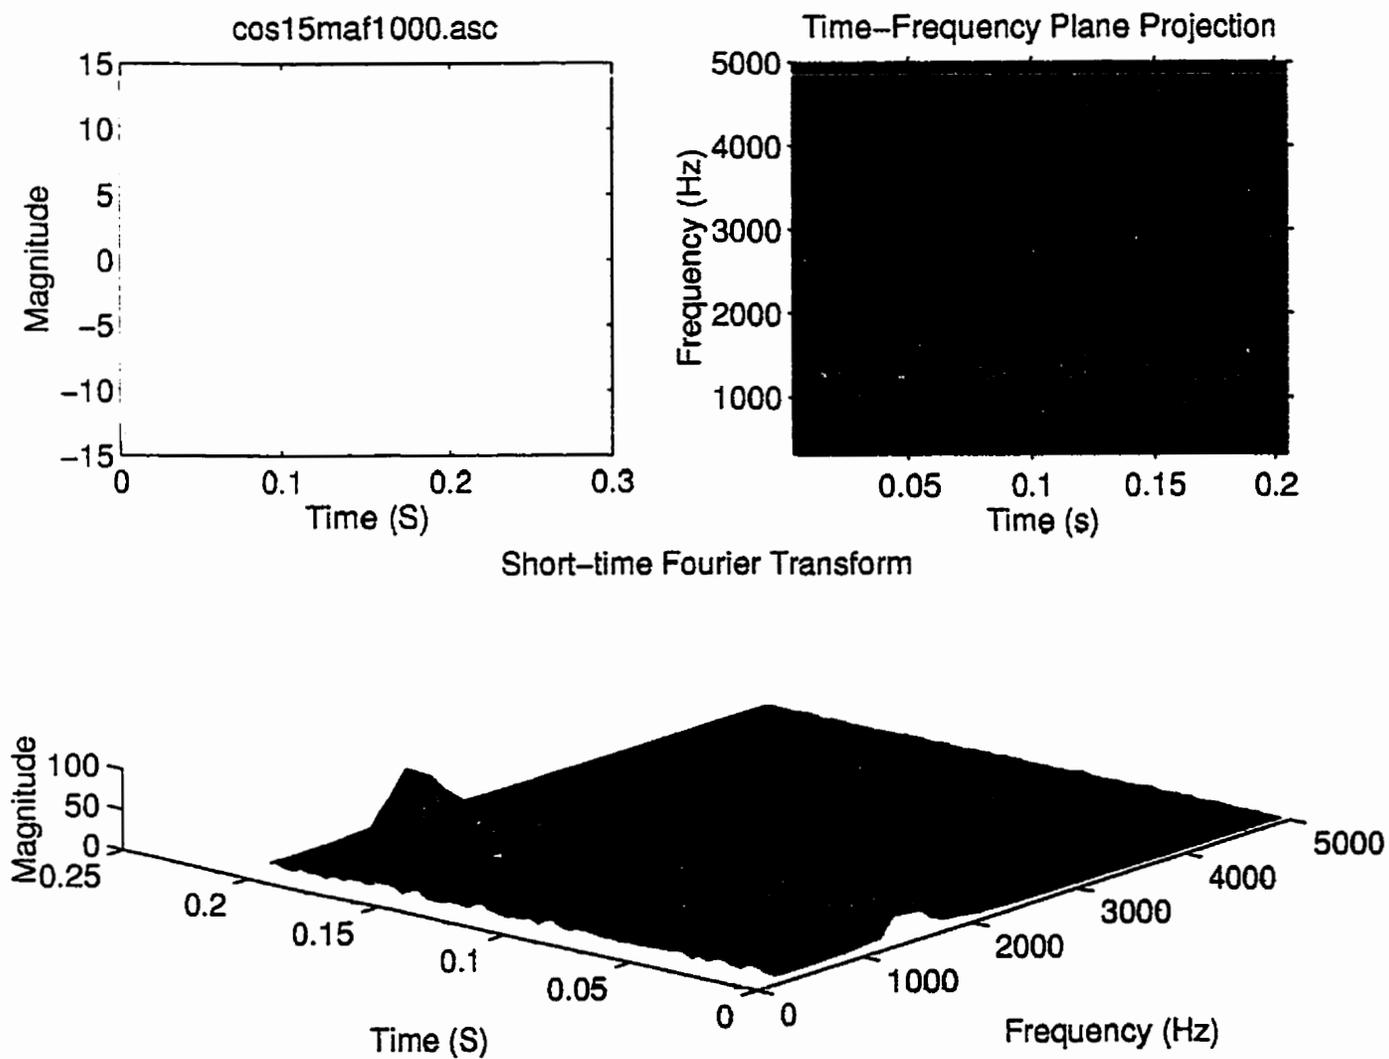 cos15maf1000.asc
15
10
5
0
−5
−10
−15
Magnitude
0 0.1 0.2 0.3
Time (S)
Time−Frequency Plane Projection
5000
4000
3000
2000
1000
Frequency (Hz)
0.05 0.1 0.15 0.2
Time (s)
Short−time Fourier Transform
100
50
0
Magnitude
0.25
0.2
0.15
0.1
0.05
0
Time (S)
0
1000
2000
3000
4000
5000
Frequency (Hz)